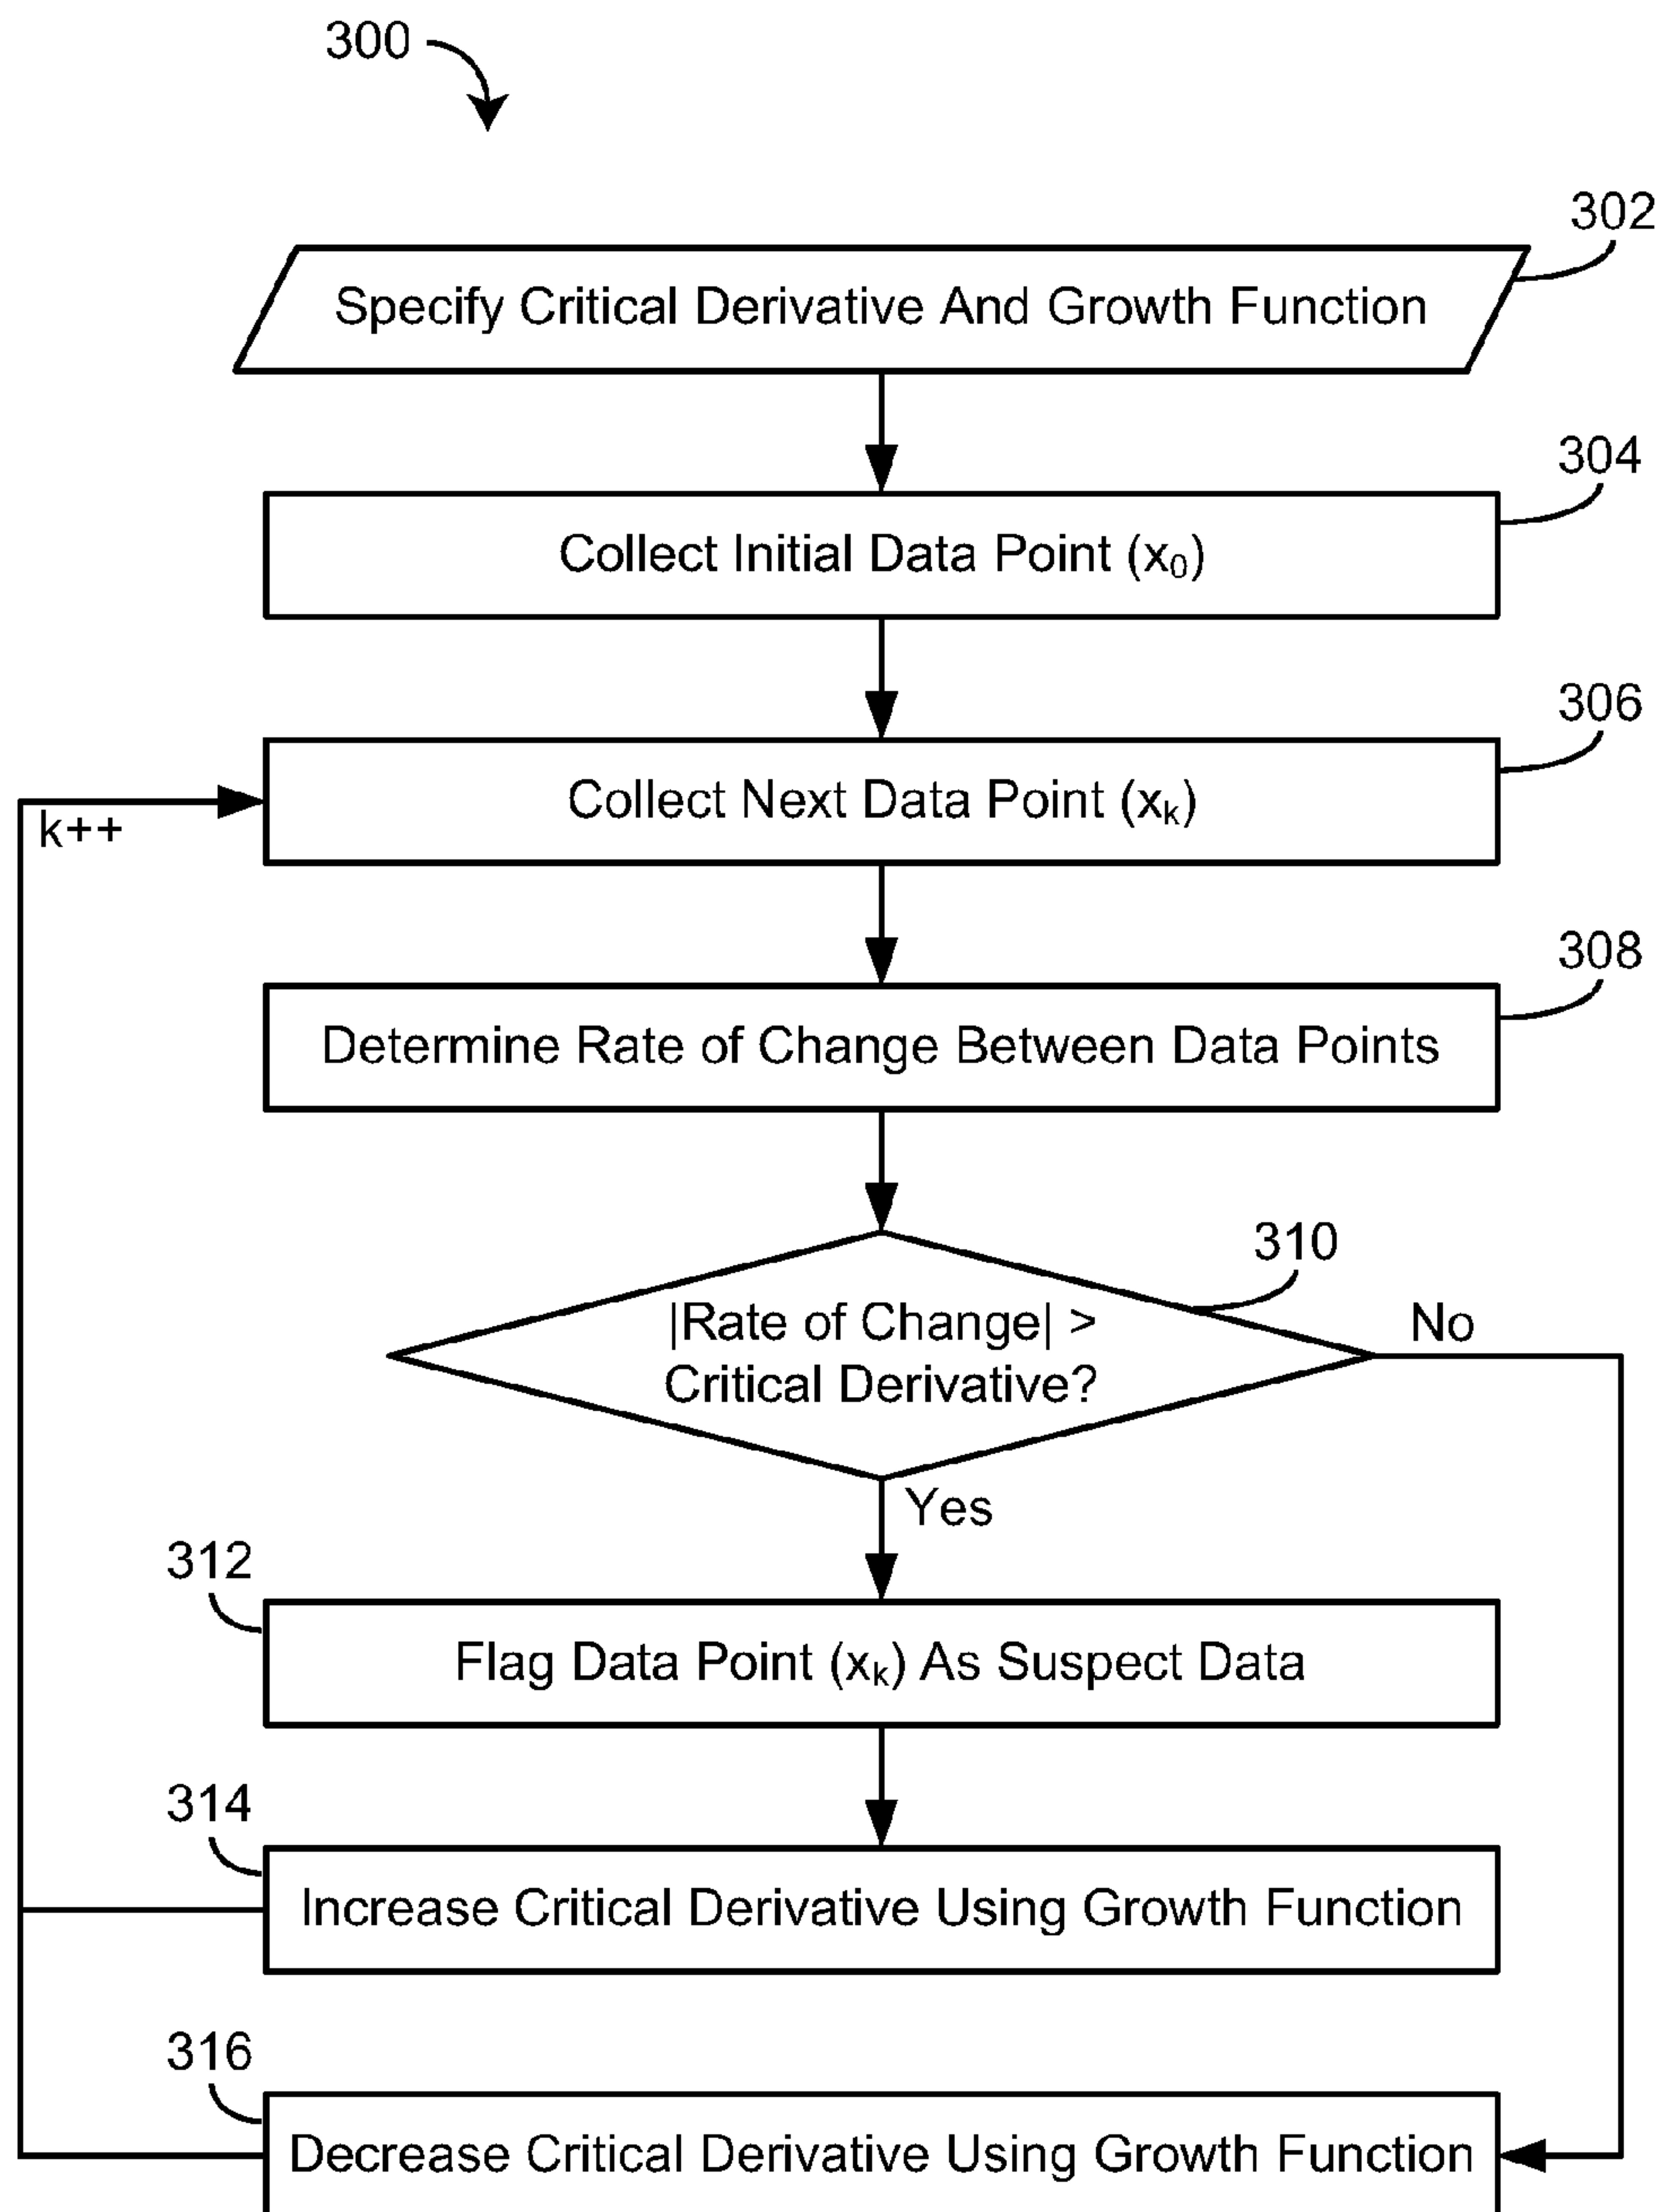 300
302
Specify Critical Derivative And Growth Function
304
Collect Initial Data Point (x₀)
306
Collect Next Data Point (xₖ)
k++
308
Determine Rate of Change Between Data Points
310
|Rate of Change| >
Critical Derivative?
No
Yes
312
Flag Data Point (xₖ) As Suspect Data
314
Increase Critical Derivative Using Growth Function
316
Decrease Critical Derivative Using Growth Function